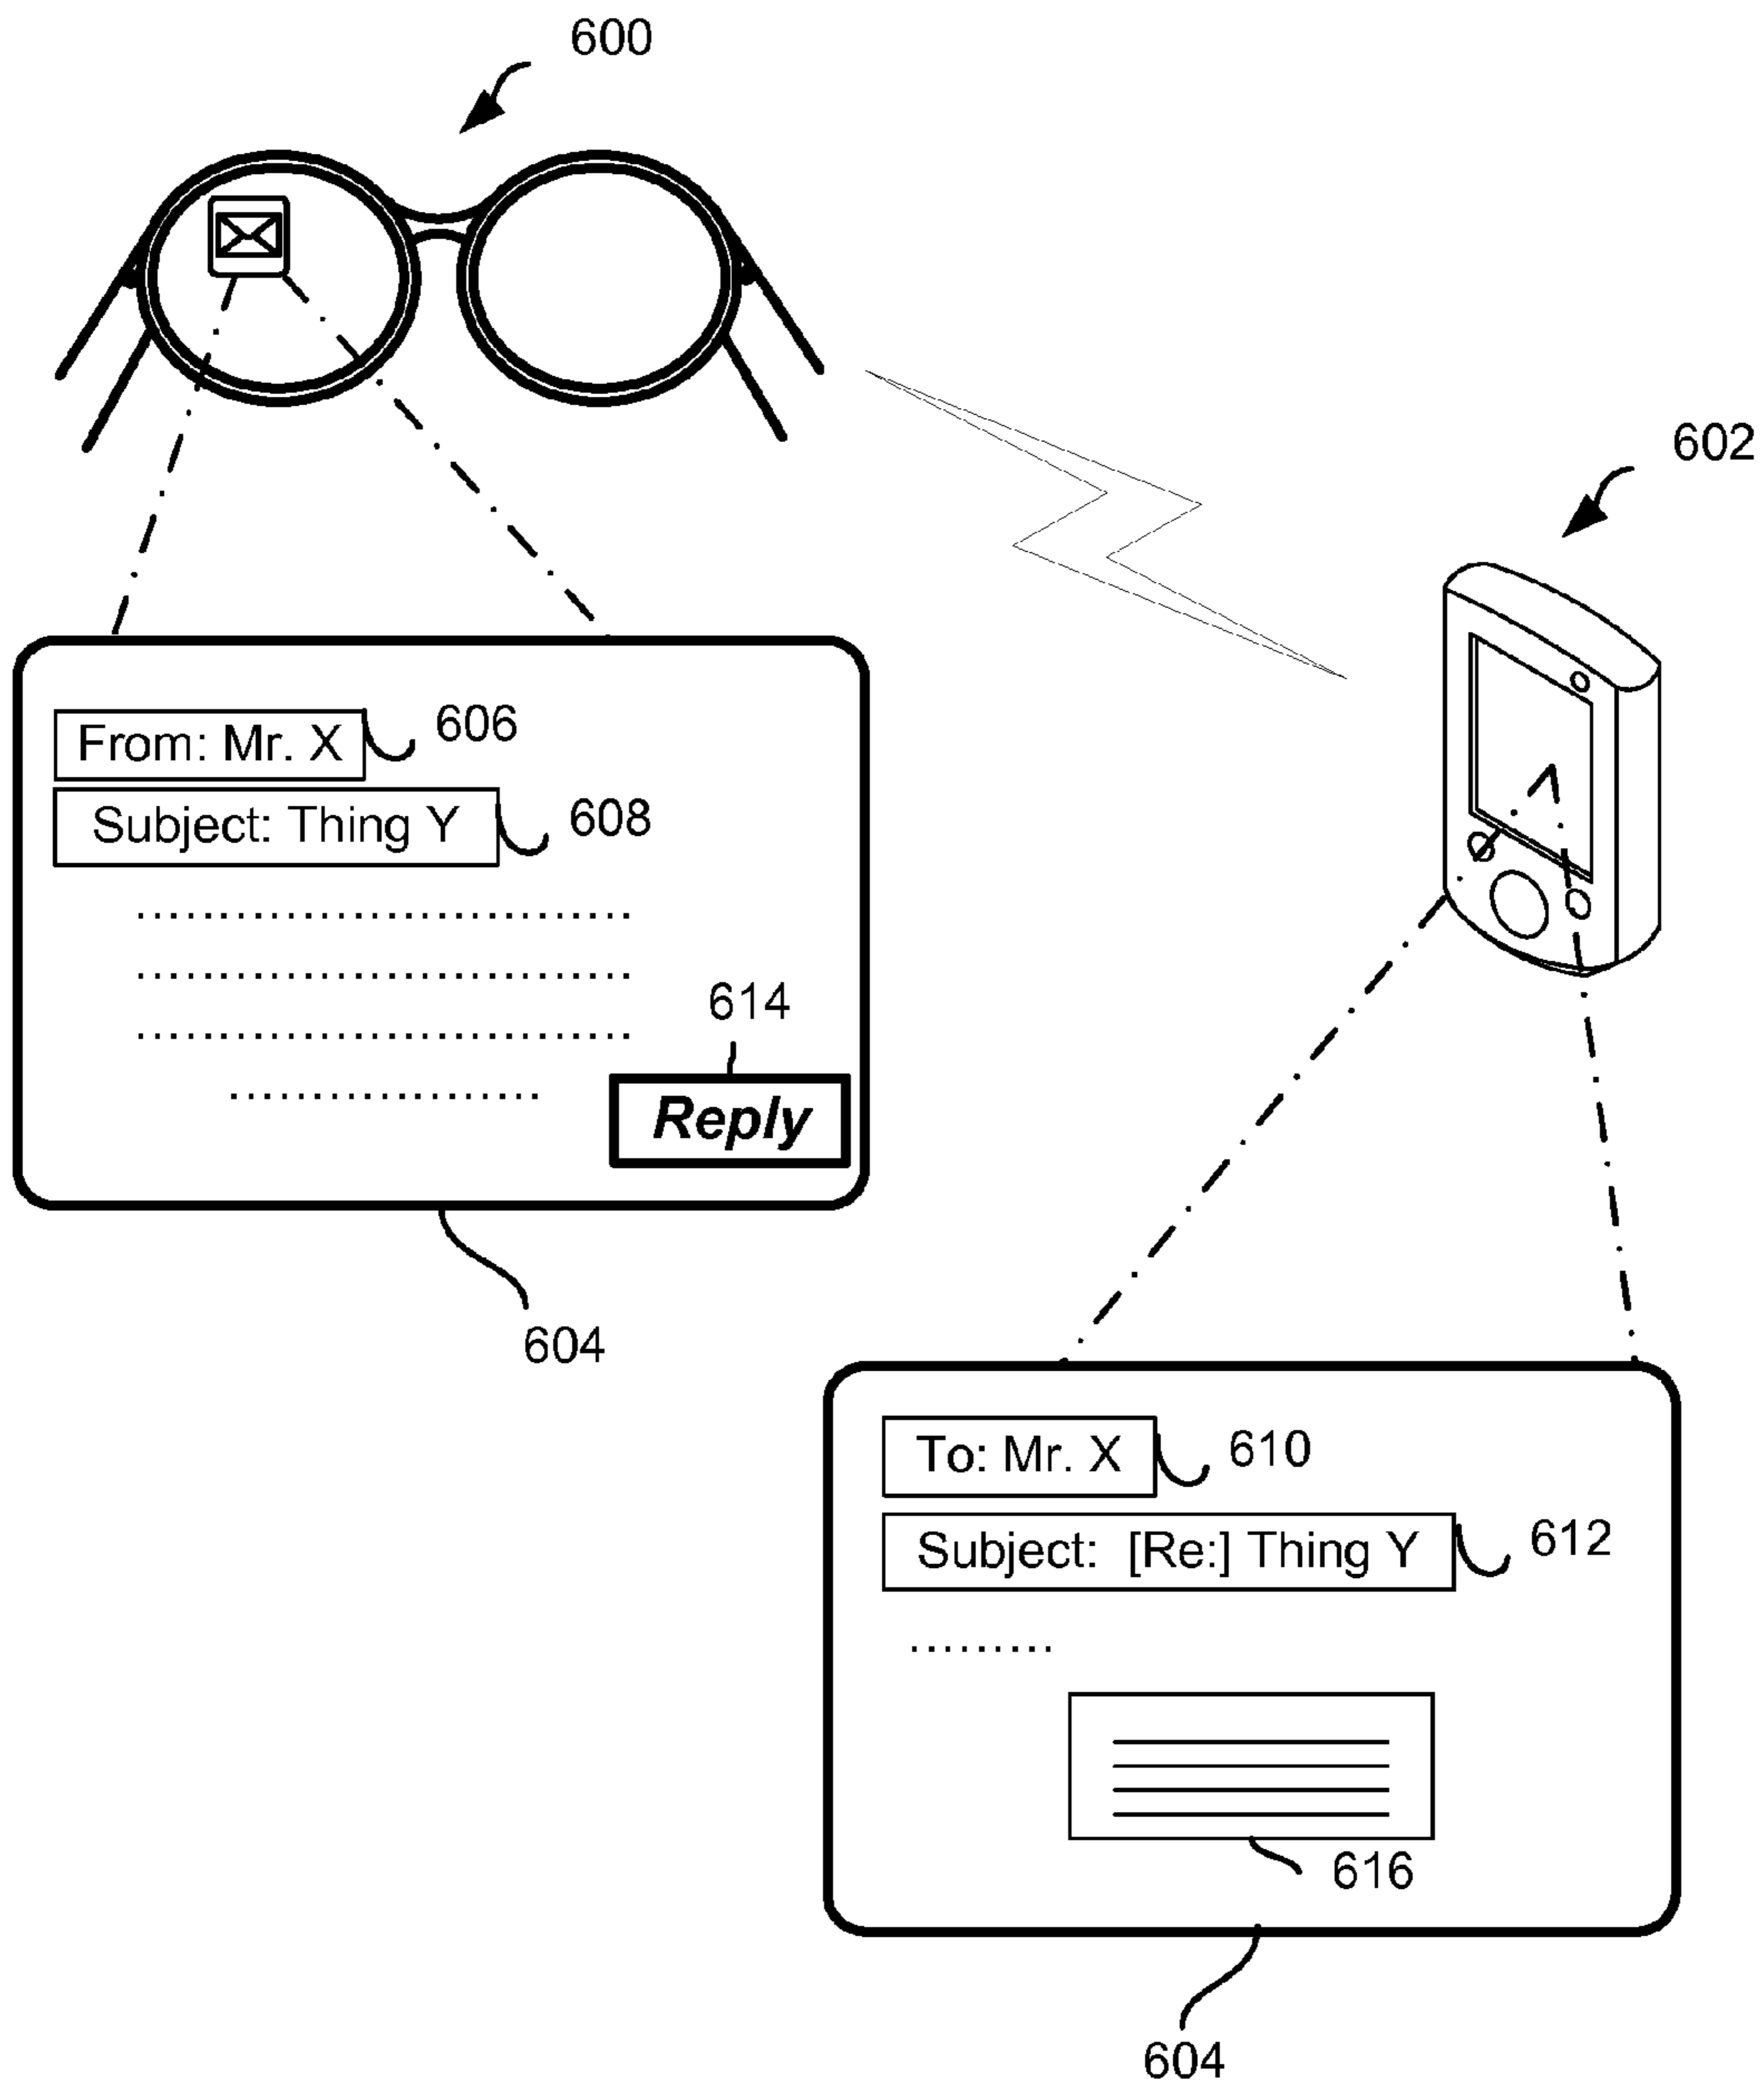 600
602
From: Mr. X
606
Subject: Thing Y
608
614
Reply
604
To: Mr. X
610
Subject: [Re:] Thing Y
612
616
604